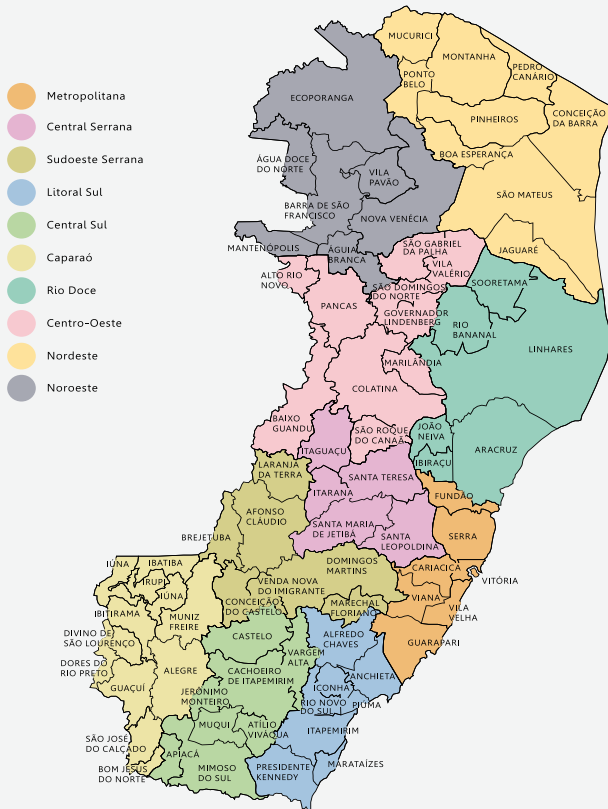 Metropolitana
Central Serrana
Sudoeste Serrana
Litoral Sul
Central Sul
Caparaó
Rio Doce
Centro-Oeste
Nordeste
Noroeste
MUCURICI
MONTANHA
PEDRO
CANÁRIO
PONTO
BELO
ECOPORANGA
PINHEIROS
CONCEIÇÃO
DA BARRA
BOA ESPERANÇA
ÁGUA DOCE
DO NORTE
VILA
PAVÃO
SÃO MATEUS
BARRA DE SÃO
FRANCISCO
NOVA VENÉCIA
MANTENÓPOLIS
ÁGUIA
BRANCA
SÃO GABRIEL
DA PALHA
JAGUARÉ
VILA
VALÉRIO
ALTO RIO
NOVO
SOORETAMA
SÃO DOMINGOS
DO NORTE
PANCAS
GOVERNADOR
LINDENBERG
RIO
BANANAL
LINHARES
MARILÂNDIA
COLATINA
BAIXO
GUANDU
SÃO ROQUE
DO CANAÃ
JOÃO
NEIVA
ARACRUZ
ITAGUAÇU
IBIRAÇU
LARANJA
DA TERRA
SANTA TERESA
ITARANA
FUNDÃO
AFONSO
CLÁUDIO
SANTA MARIA
DE JETIBÁ
SANTA
LEOPOLDINA
SERRA
BREJETUBA
IÚNA
IBATIBA
DOMINGOS
MARTINS
CARIACICA
IRUPI
VENDA NOVA
DO IMIGRANTE
VITÓRIA
IÚNA
VIANA
CONCEIÇÃO
DO CASTELO
MARECHAL
FLORIANO
VILA
VELHA
IBITIRAMA
MUNIZ
FREIRE
DIVINO DE
SÃO LOURENÇO
CASTELO
ALFREDO
CHAVES
GUARAPARI
VARGEM
ALTA
DORES DO
RIO PRETO
ALEGRE
CACHOEIRO
DE ITAPEMIRIM
ANCHIETA
GUAÇUÍ
JERÔNIMO
MONTEIRO
ICONHA
RIO NOVO
DO SUL
PIÚMA
MUQUI
ATÍLIO
VIVÁQUA
ITAPEMIRIM
SÃO JOSÉ
DO CALÇADO
APIACÁ
BOM JESUS
DO NORTE
MIMOSO
DO SUL
PRESIDENTE
KENNEDY
MARATAÍZES